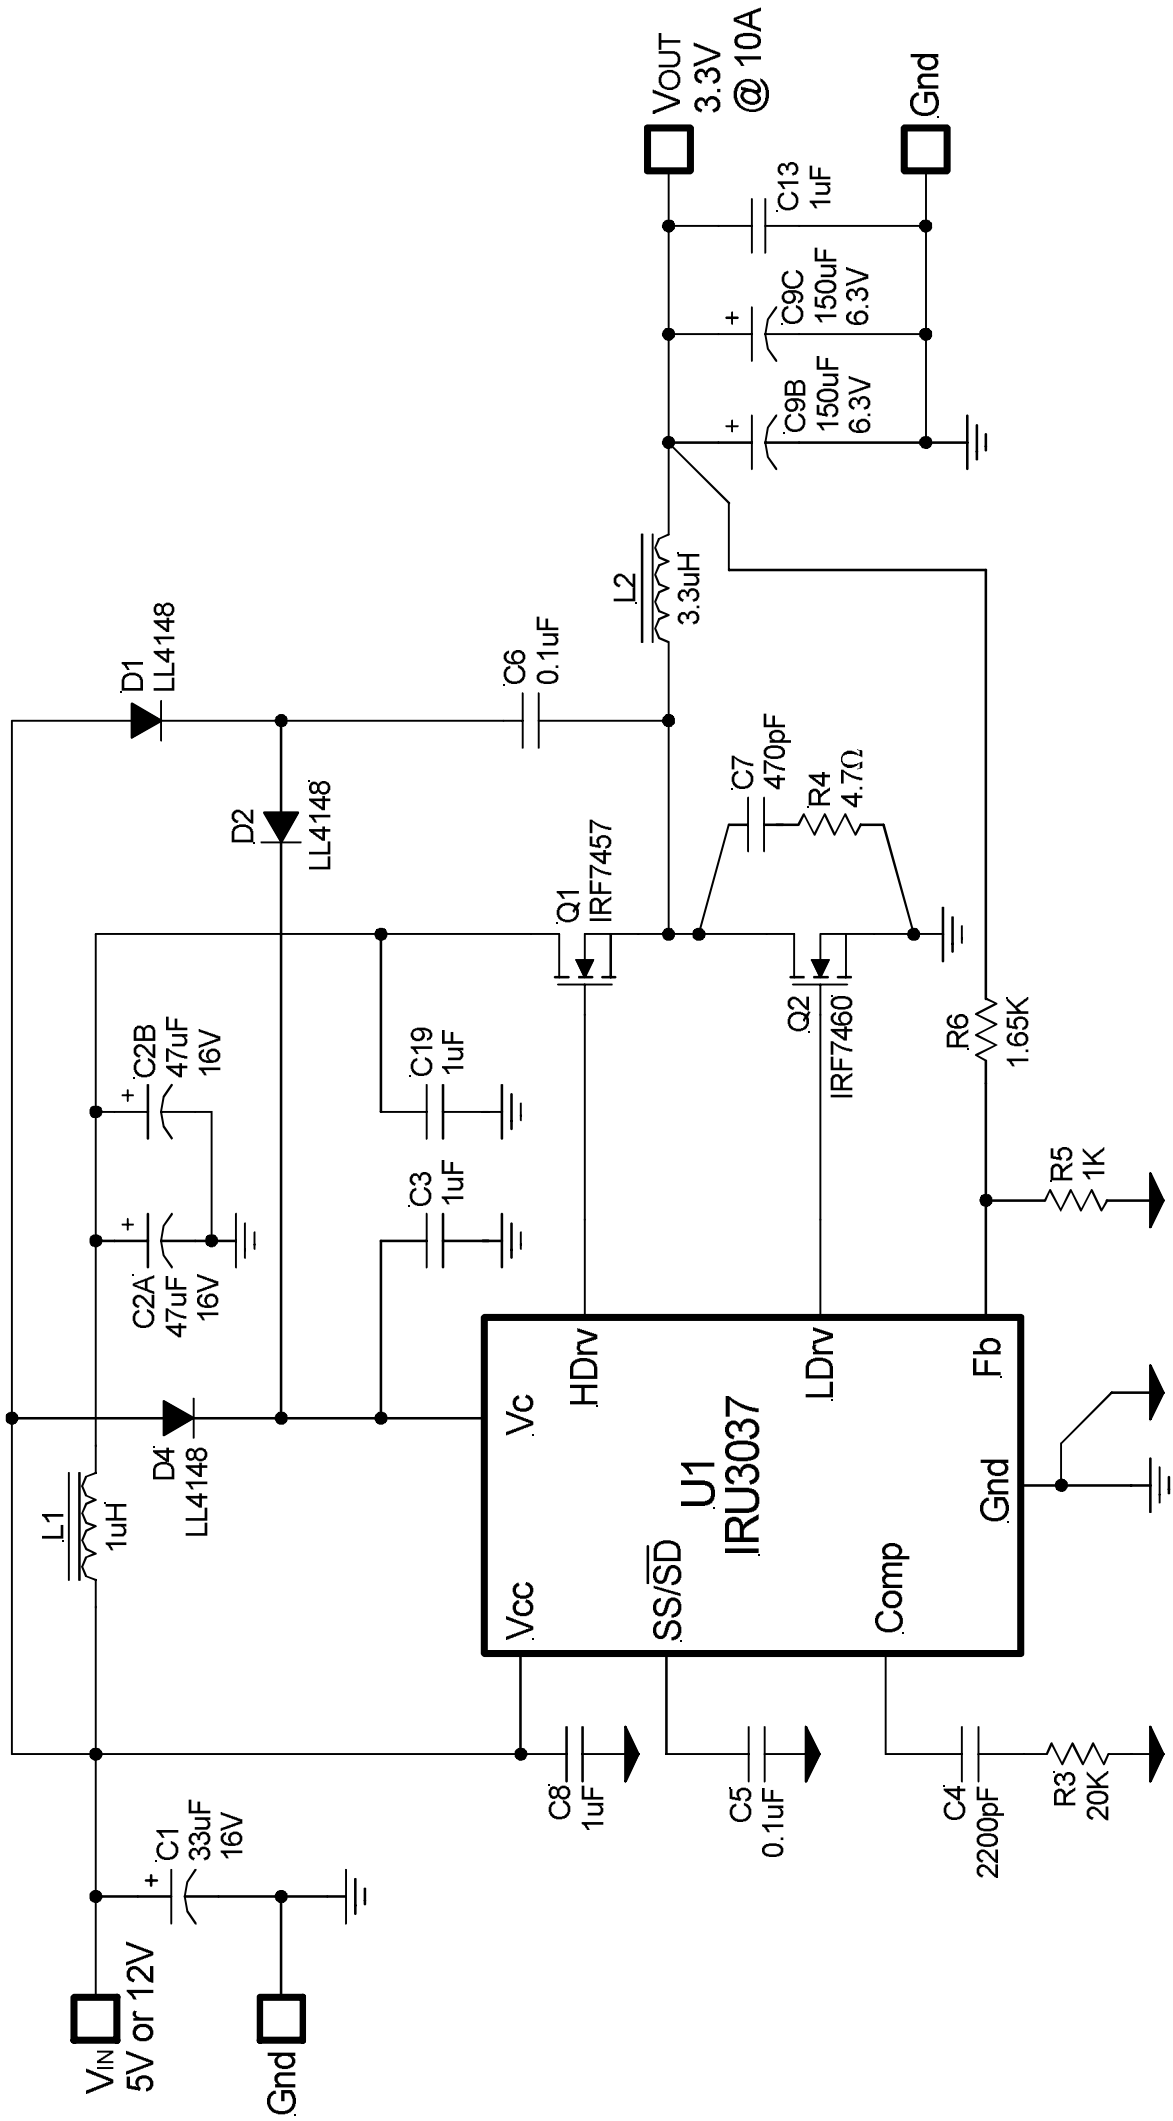 VIN
5V or 12V
Gnd
C1
33uF
16V
L1
1uH
D4
LL4148
C2A
47uF
16V
C2B
47uF
16V
C3
1uF
C19
1uF
D2
LL4148
D1
LL4148
C6
0.1uF
Q1
IRF7457
L2
3.3uH
C7
470pF
R4
4.7Ω
Q2
IRF7460
C8
1uF
C5
0.1uF
C4
2200pF
R3
20K
Vcc
Vc
HDrv
SS/SD
U1
IRU3037
LDrv
Comp
Gnd
Fb
R6
1.65K
R5
1K
C9B
150uF
6.3V
C9C
150uF
6.3V
C13
1uF
VOUT
3.3V
@ 10A
Gnd